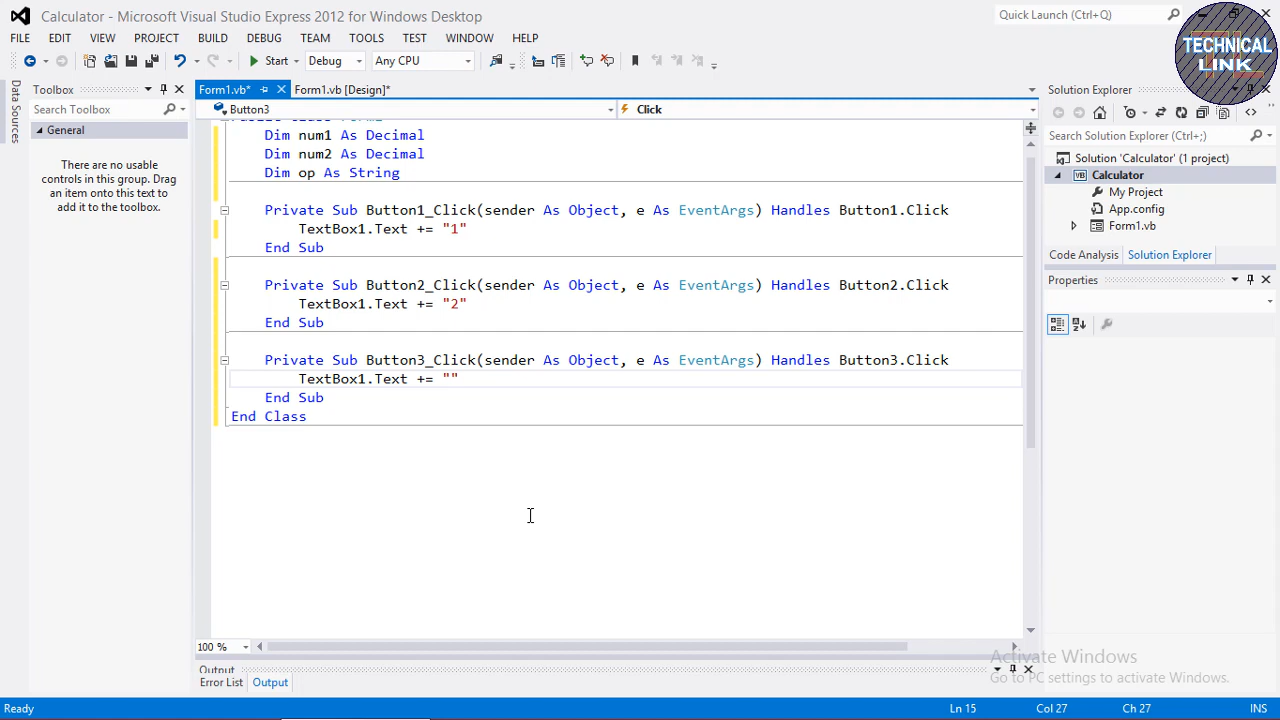 Calculator - Microsoft Visual Studio Express 2012 for Windows Desktop
Quick Launch (Ctrl+Q)
TECHNICAL
LINK
FILE EDIT VIEW PROJECT BUILD DEBUG TEAM TOOLS TEST WINDOW HELP
Start Debug Any CPU
Data Sources
Toolbox
Search Toolbox
General
There are no usable
controls in this group. Drag
an item onto this text to
add it to the toolbox.
Form1.vb* Form1.vb [Design]*
Button3 Click
Dim num1 As Decimal
Dim num2 As Decimal
Dim op As String
Private Sub Button1_Click(sender As Object, e As EventArgs) Handles Button1.Click
TextBox1.Text += "1"
End Sub
Private Sub Button2_Click(sender As Object, e As EventArgs) Handles Button2.Click
TextBox1.Text += "2"
End Sub
Private Sub Button3_Click(sender As Object, e As EventArgs) Handles Button3.Click
TextBox1.Text += ""
End Sub
End Class
100 %
Output
Error List Output
Solution Explorer
Search Solution Explorer (Ctrl+;)
Solution 'Calculator' (1 project)
VB Calculator
My Project
App.config
Form1.vb
Code Analysis Solution Explorer
Properties
Activate Windows
Go to PC settings to activate Windows.
Ready Ln 15 Col 27 Ch 27 INS